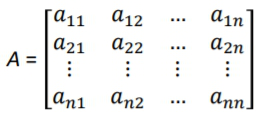 A = [ a₁₁ a₁₂ … a₁ₙ
a₂₁ a₂₂ … a₂ₙ
⋮ ⋮ ⋮ ⋮
aₙ₁ aₙ₂ … aₙₙ ]